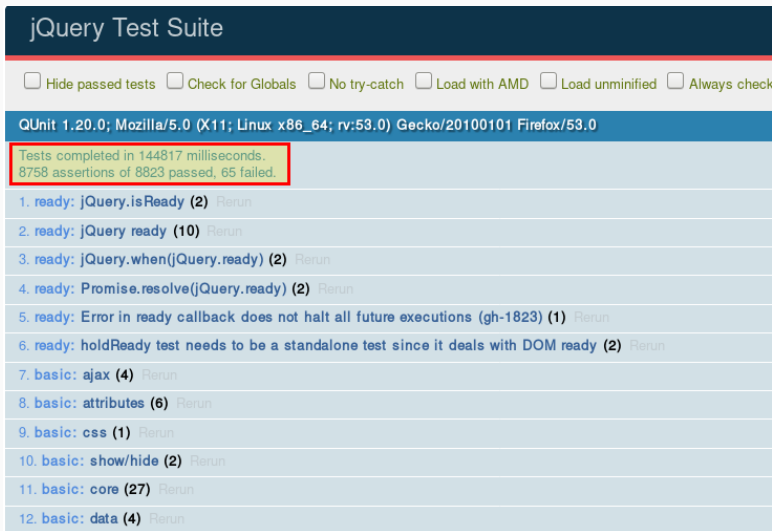 jQuery Test Suite
Hide passed tests Check for Globals No try-catch Load with AMD Load unminified Always check
QUnit 1.20.0; Mozilla/5.0 (X11; Linux x86_64; rv:53.0) Gecko/20100101 Firefox/53.0
Tests completed in 144817 milliseconds.
8758 assertions of 8823 passed, 65 failed.
1. ready: jQuery.isReady (2) Rerun
2. ready: jQuery ready (10) Rerun
3. ready: jQuery.when(jQuery.ready) (2) Rerun
4. ready: Promise.resolve(jQuery.ready) (2) Rerun
5. ready: Error in ready callback does not halt all future executions (gh-1823) (1) Rerun
6. ready: holdReady test needs to be a standalone test since it deals with DOM ready (2) Rerun
7. basic: ajax (4) Rerun
8. basic: attributes (6) Rerun
9. basic: css (1) Rerun
10. basic: show/hide (2) Rerun
11. basic: core (27) Rerun
12. basic: data (4) Rerun